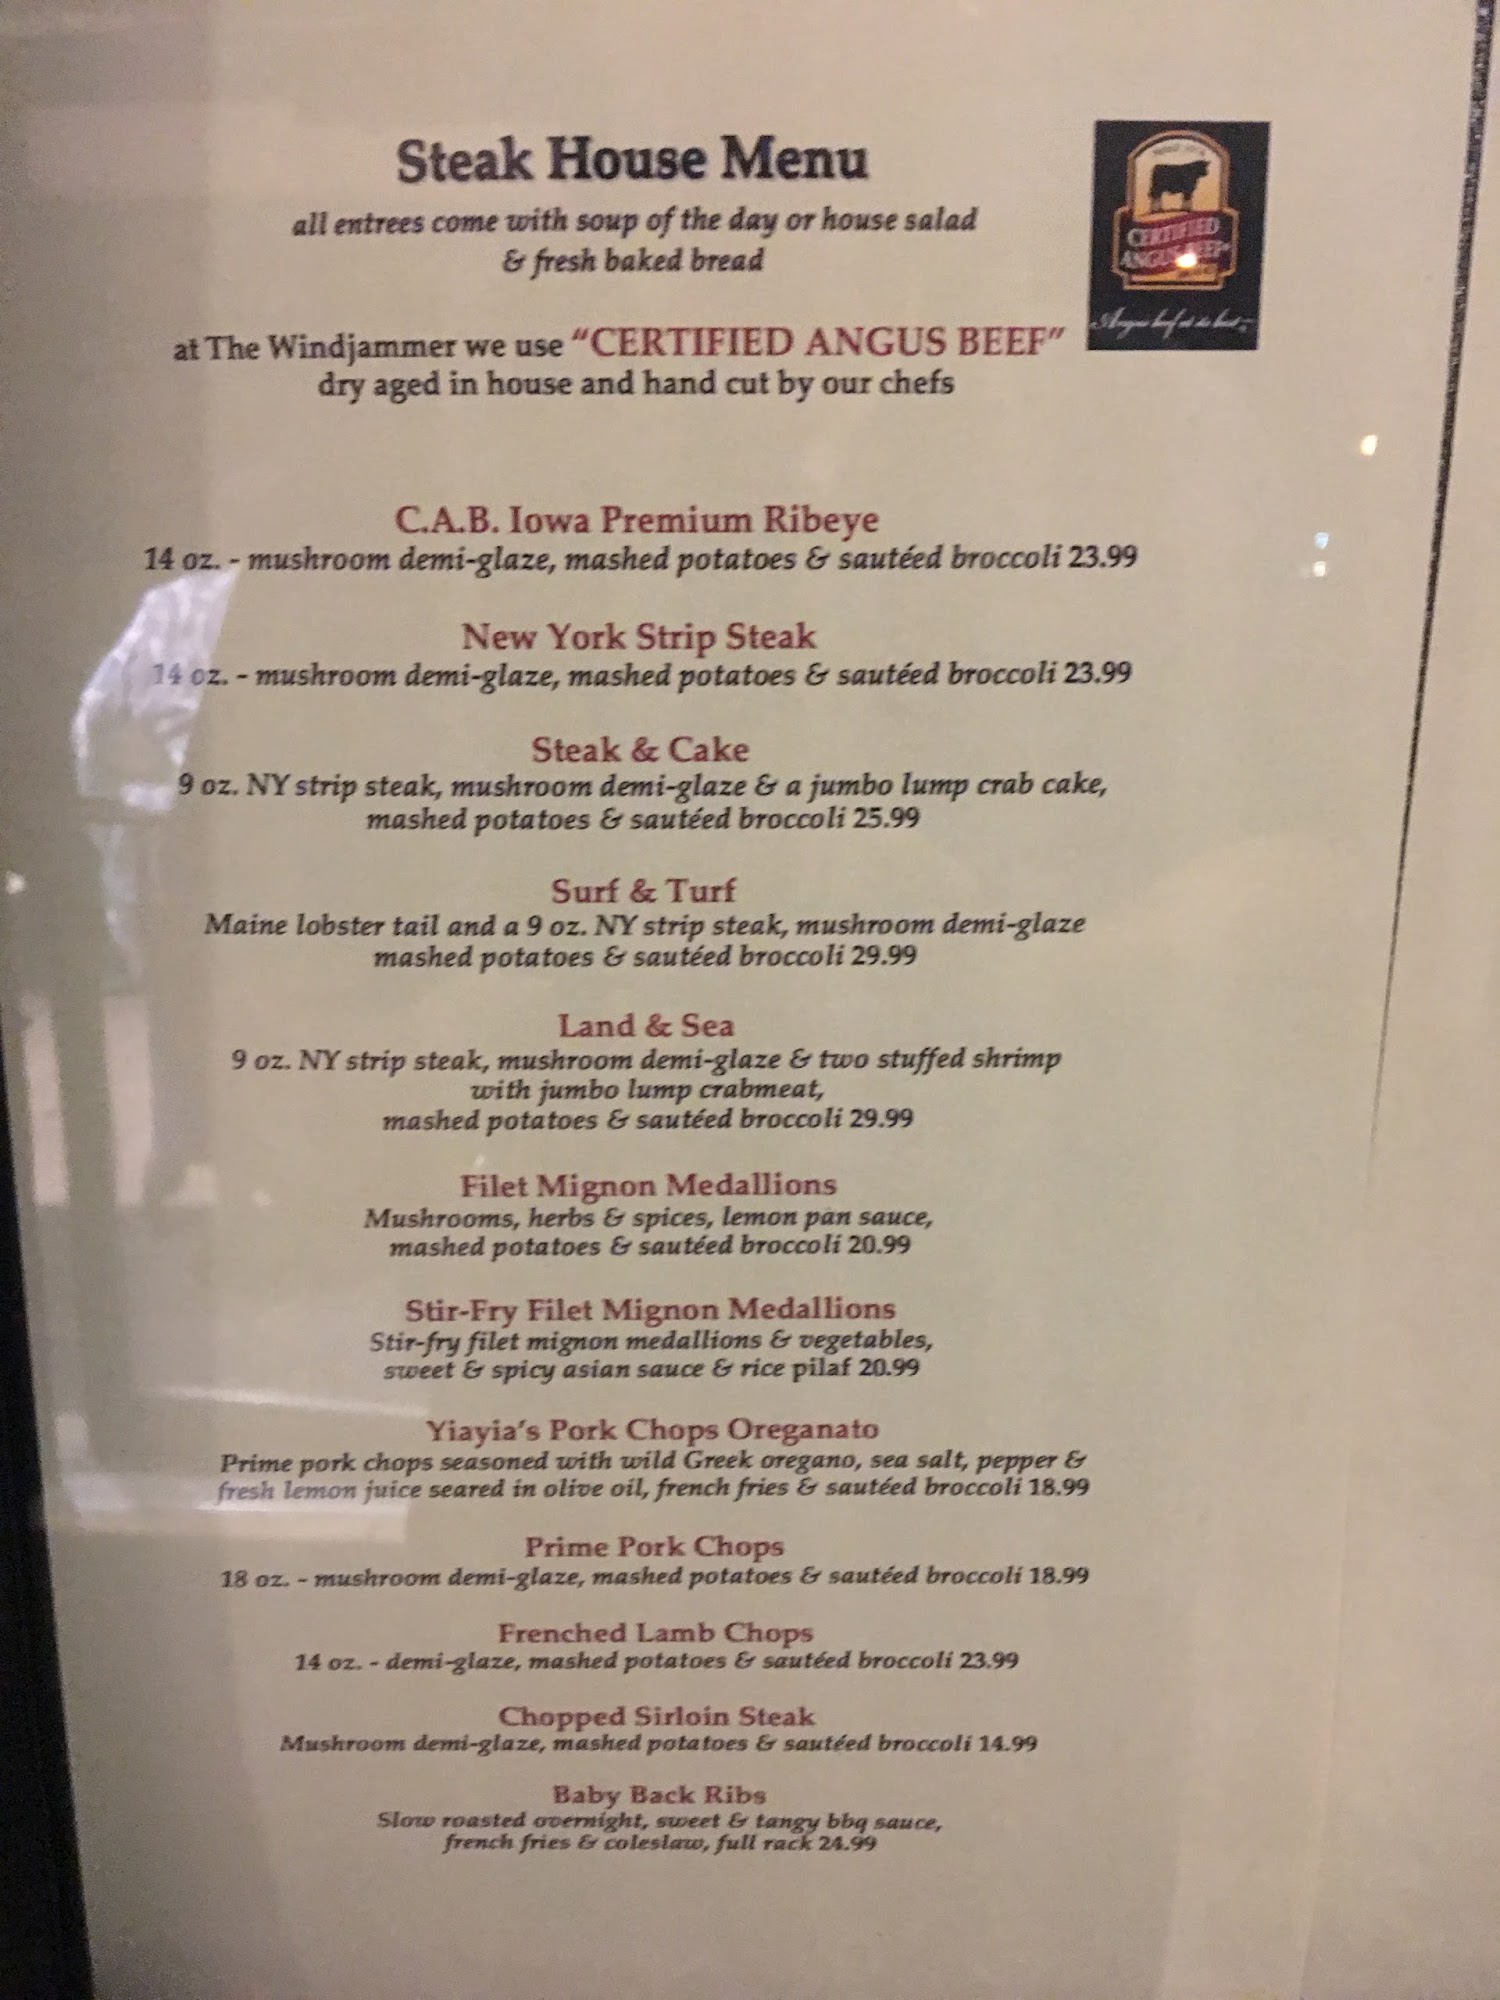 Steak House Menu
all entrees come with soup of the day or house salad
& fresh baked bread
CERTIFIED
ANGUS BEEF
at The Windjammer we use "CERTIFIED ANGUS BEEF"
dry aged in house and hand cut by our chefs
C.A.B. Iowa Premium Ribeye
14 oz. - mushroom demi-glaze, mashed potatoes & sautéed broccoli 23.99
New York Strip Steak
14 oz. - mushroom demi-glaze, mashed potatoes & sautéed broccoli 23.99
Steak & Cake
9 oz. NY strip steak, mushroom demi-glaze & a jumbo lump crab cake,
mashed potatoes & sautéed broccoli 25.99
Surf & Turf
Maine lobster tail and a 9 oz. NY strip steak, mushroom demi-glaze
mashed potatoes & sautéed broccoli 29.99
Land & Sea
9 oz. NY strip steak, mushroom demi-glaze & two stuffed shrimp
with jumbo lump crabmeat,
mashed potatoes & sautéed broccoli 29.99
Filet Mignon Medallions
Mushrooms, herbs & spices, lemon pan sauce,
mashed potatoes & sautéed broccoli 20.99
Stir-Fry Filet Mignon Medallions
Stir-fry filet mignon medallions & vegetables,
sweet & spicy asian sauce & rice pilaf 20.99
Yiayia's Pork Chops Oreganato
Prime pork chops seasoned with wild Greek oregano, sea salt, pepper &
fresh lemon juice seared in olive oil, french fries & sautéed broccoli 18.99
Prime Pork Chops
18 oz. - mushroom demi-glaze, mashed potatoes & sautéed broccoli 18.99
Frenched Lamb Chops
14 oz. - demi-glaze, mashed potatoes & sautéed broccoli 23.99
Chopped Sirloin Steak
Mushroom demi-glaze, mashed potatoes & sautéed broccoli 14.99
Baby Back Ribs
Slow roasted overnight, sweet & tangy bbq sauce,
french fries & coleslaw, full rack 24.99